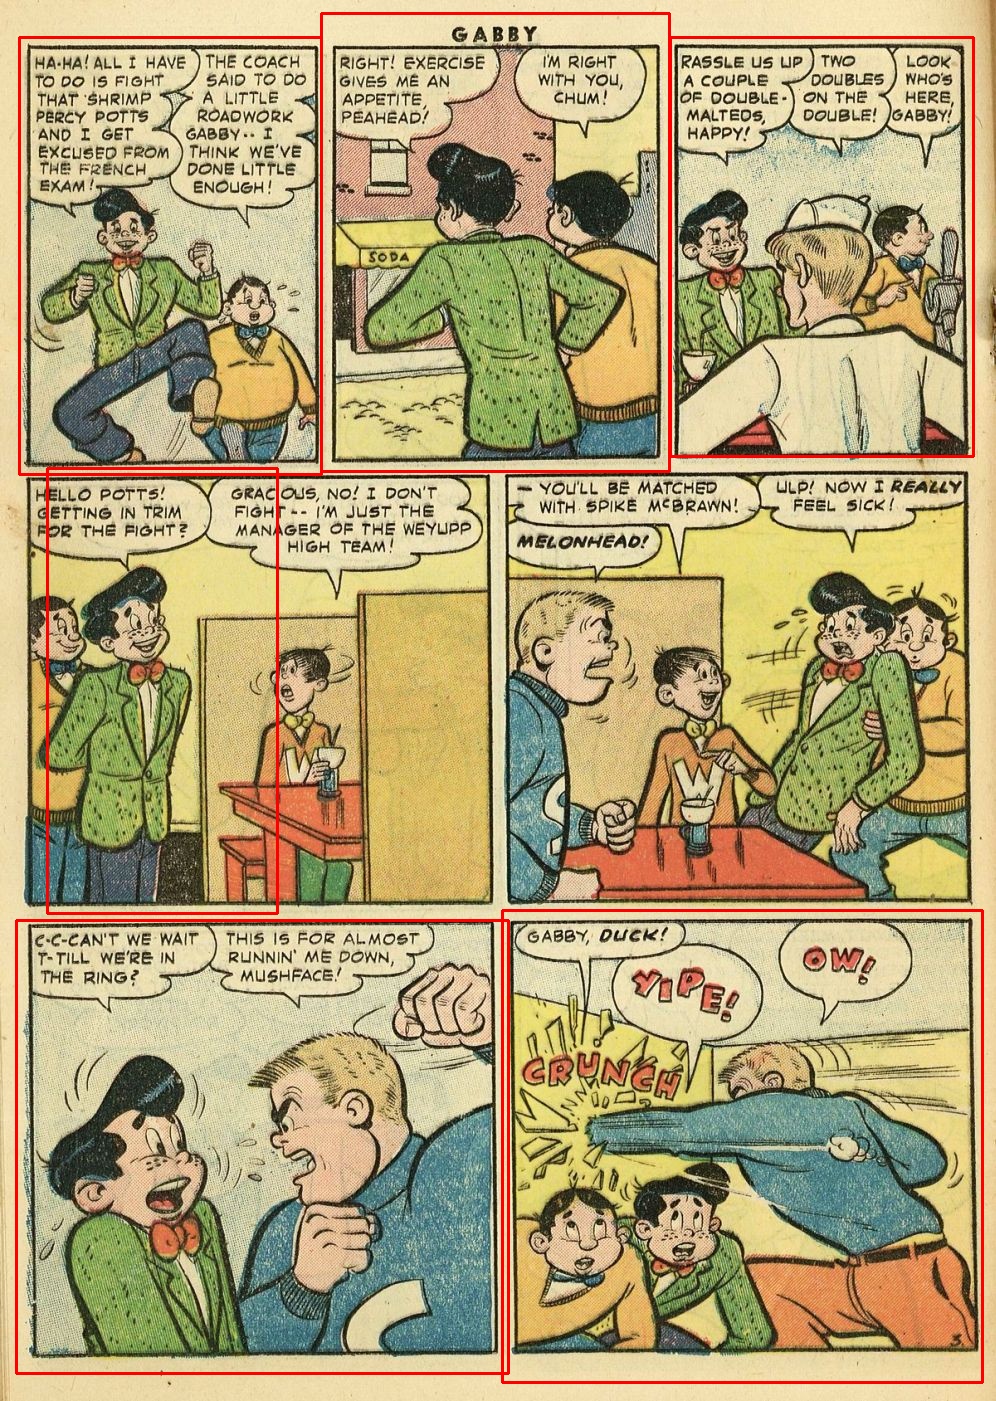 GABBY
HA-HA! ALL I HAVE
TO DO IS FIGHT
THAT SHRIMP
PERCY POTTS
AND I GET
EXCUSED FROM
THE FRENCH
EXAM!
THE COACH
SAID TO DO
A LITTLE
ROADWORK
GABBY-- I
THINK WE'VE
DONE LITTLE
ENOUGH!
RIGHT! EXERCISE
GIVES ME AN
APPETITE,
PEAHEAD!
I'M RIGHT
WITH YOU,
CHUM!
SODA
RASSLE US UP
A COUPLE
OF DOUBLE-
MALTEDS,
HAPPY!
TWO
DOUBLES
ON THE
DOUBLE!
LOOK
WHO'S
HERE,
GABBY!
HELLO POTTS!
GETTING IN TRIM
FOR THE FIGHT?
GRACIOUS, NO! I DON'T
FIGHT-- I'M JUST THE
MANAGER OF THE WEYUPP
HIGH TEAM!
W
— YOU'LL BE MATCHED
WITH SPIKE McBRAWN!
MELONHEAD!
ULP! NOW I REALLY
FEEL SICK!
W
C-C-CAN'T WE WAIT
T-TILL WE'RE IN
THE RING?
THIS IS FOR ALMOST
RUNNIN' ME DOWN,
MUSHFACE!
C
GABBY, DUCK!
YIPE!
OW!
CRUNCH
3